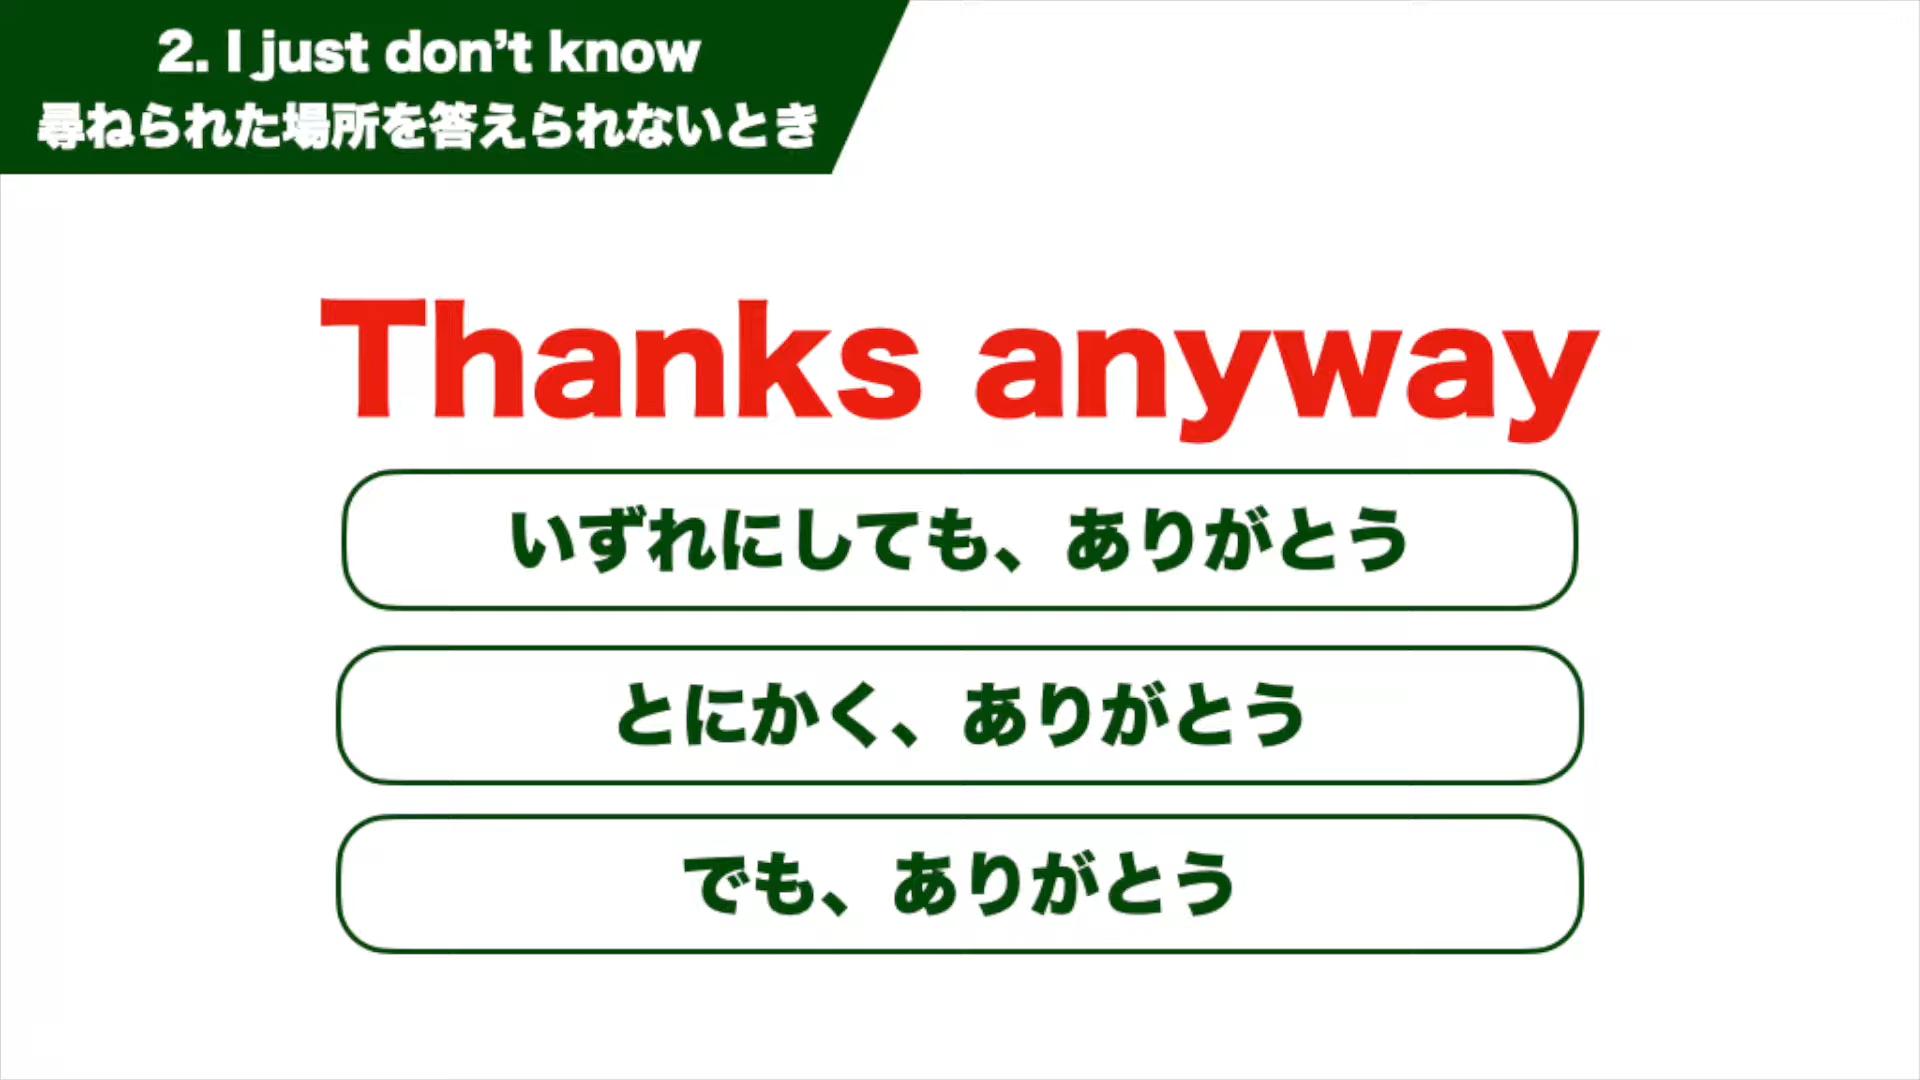 2. I just don’t know
尋ねられた場所を答えられないとき
Thanks anyway
いずれにしても、ありがとう
とにかく、ありがとう
でも、ありがとう